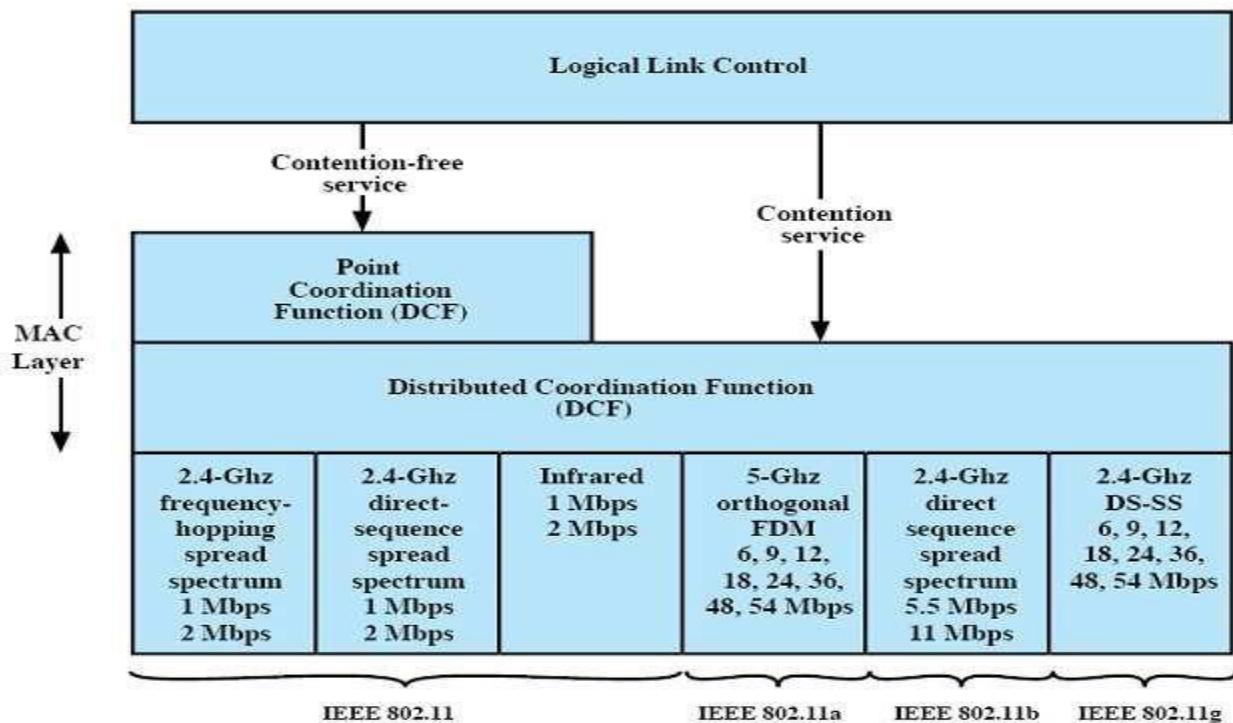 Logical Link Control
Contention-free
service
Contention
service
Point
Coordination
Function (DCF)
MAC
Layer
Distributed Coordination Function
(DCF)
2.4-Ghz
frequency-
hopping
spread
spectrum
1 Mbps
2 Mbps
2.4-Ghz
direct-
sequence
spread
spectrum
1 Mbps
2 Mbps
Infrared
1 Mbps
2 Mbps
5-Ghz
orthogonal
FDM
6, 9, 12,
18, 24, 36,
48, 54 Mbps
2.4-Ghz
direct
sequence
spread
spectrum
5.5 Mbps
11 Mbps
2.4-Ghz
DS-SS
6, 9, 12,
18, 24, 36,
48, 54 Mbps
IEEE 802.11
IEEE 802.11a
IEEE 802.11b
IEEE 802.11g